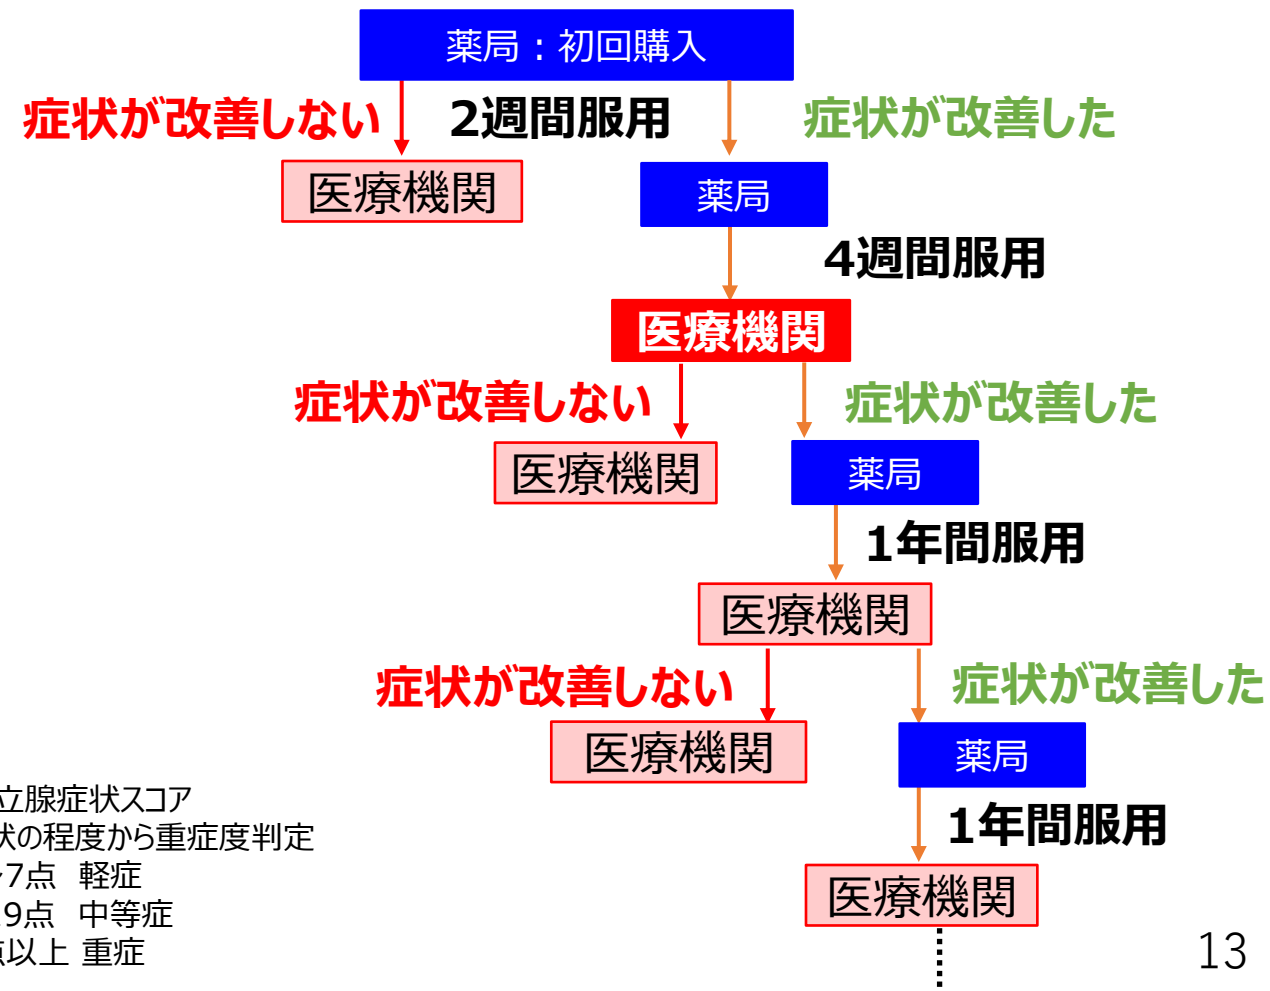 薬局：初回購入
症状が改善しない
2週間服用
症状が改善した
医療機関
薬局
4週間服用
医療機関
症状が改善しない
症状が改善した
医療機関
薬局
1年間服用
医療機関
症状が改善しない
症状が改善した
医療機関
薬局
立腺症状スコア
状の程度から重症度判定
1年間服用
7点 軽症
9点 中等症
医療機関
点以上 重症
13